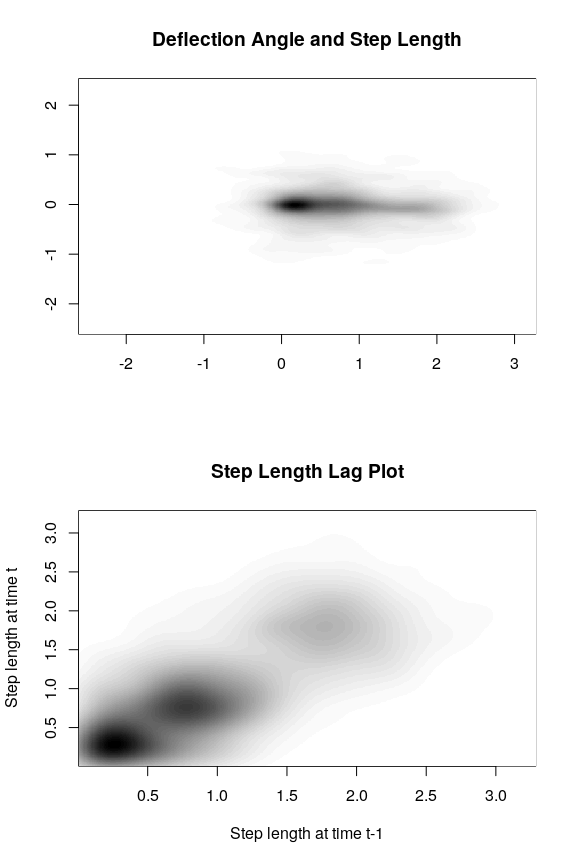 Deflection Angle and Step Length
2
1
0
-1
-2
-2 -1 0 1 2 3
Step Length Lag Plot
Step length at time t
3.0
2.5
2.0
1.5
1.0
0.5
0.5 1.0 1.5 2.0 2.5 3.0
Step length at time t-1